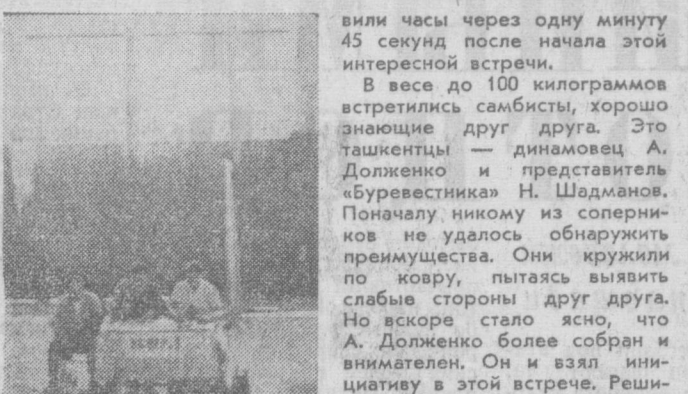 вили часы через одну минуту
45 секунд после начала этой
интересной встречи.
В весе до 100 килограммов
встретились самбисты, хорошо
знающие друг друга. Это
ташкентцы — динамовец А.
Долженко и представитель
«Буревестника» Н. Шадманов.
Поначалу никому из соперни-
ков не удалось обнаружить
преимущества. Они кружили
по ковру, пытаясь выявить
слабые стороны друг друга.
Но вскоре стало ясно, что
А. Долженко более собран и
внимателен. Он и взял ини-
циативу в этой встрече. Реши-